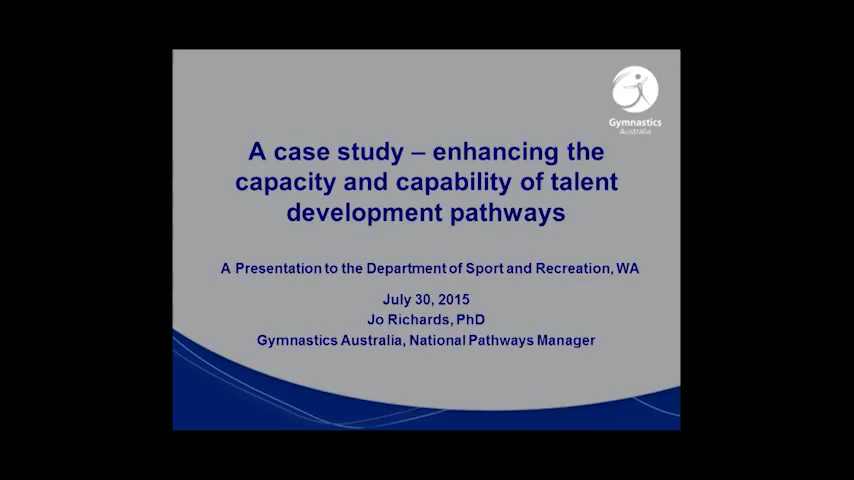 Gymnastics
Australia
A case study – enhancing the
capacity and capability of talent
development pathways
A Presentation to the Department of Sport and Recreation, WA
July 30, 2015
Jo Richards, PhD
Gymnastics Australia, National Pathways Manager